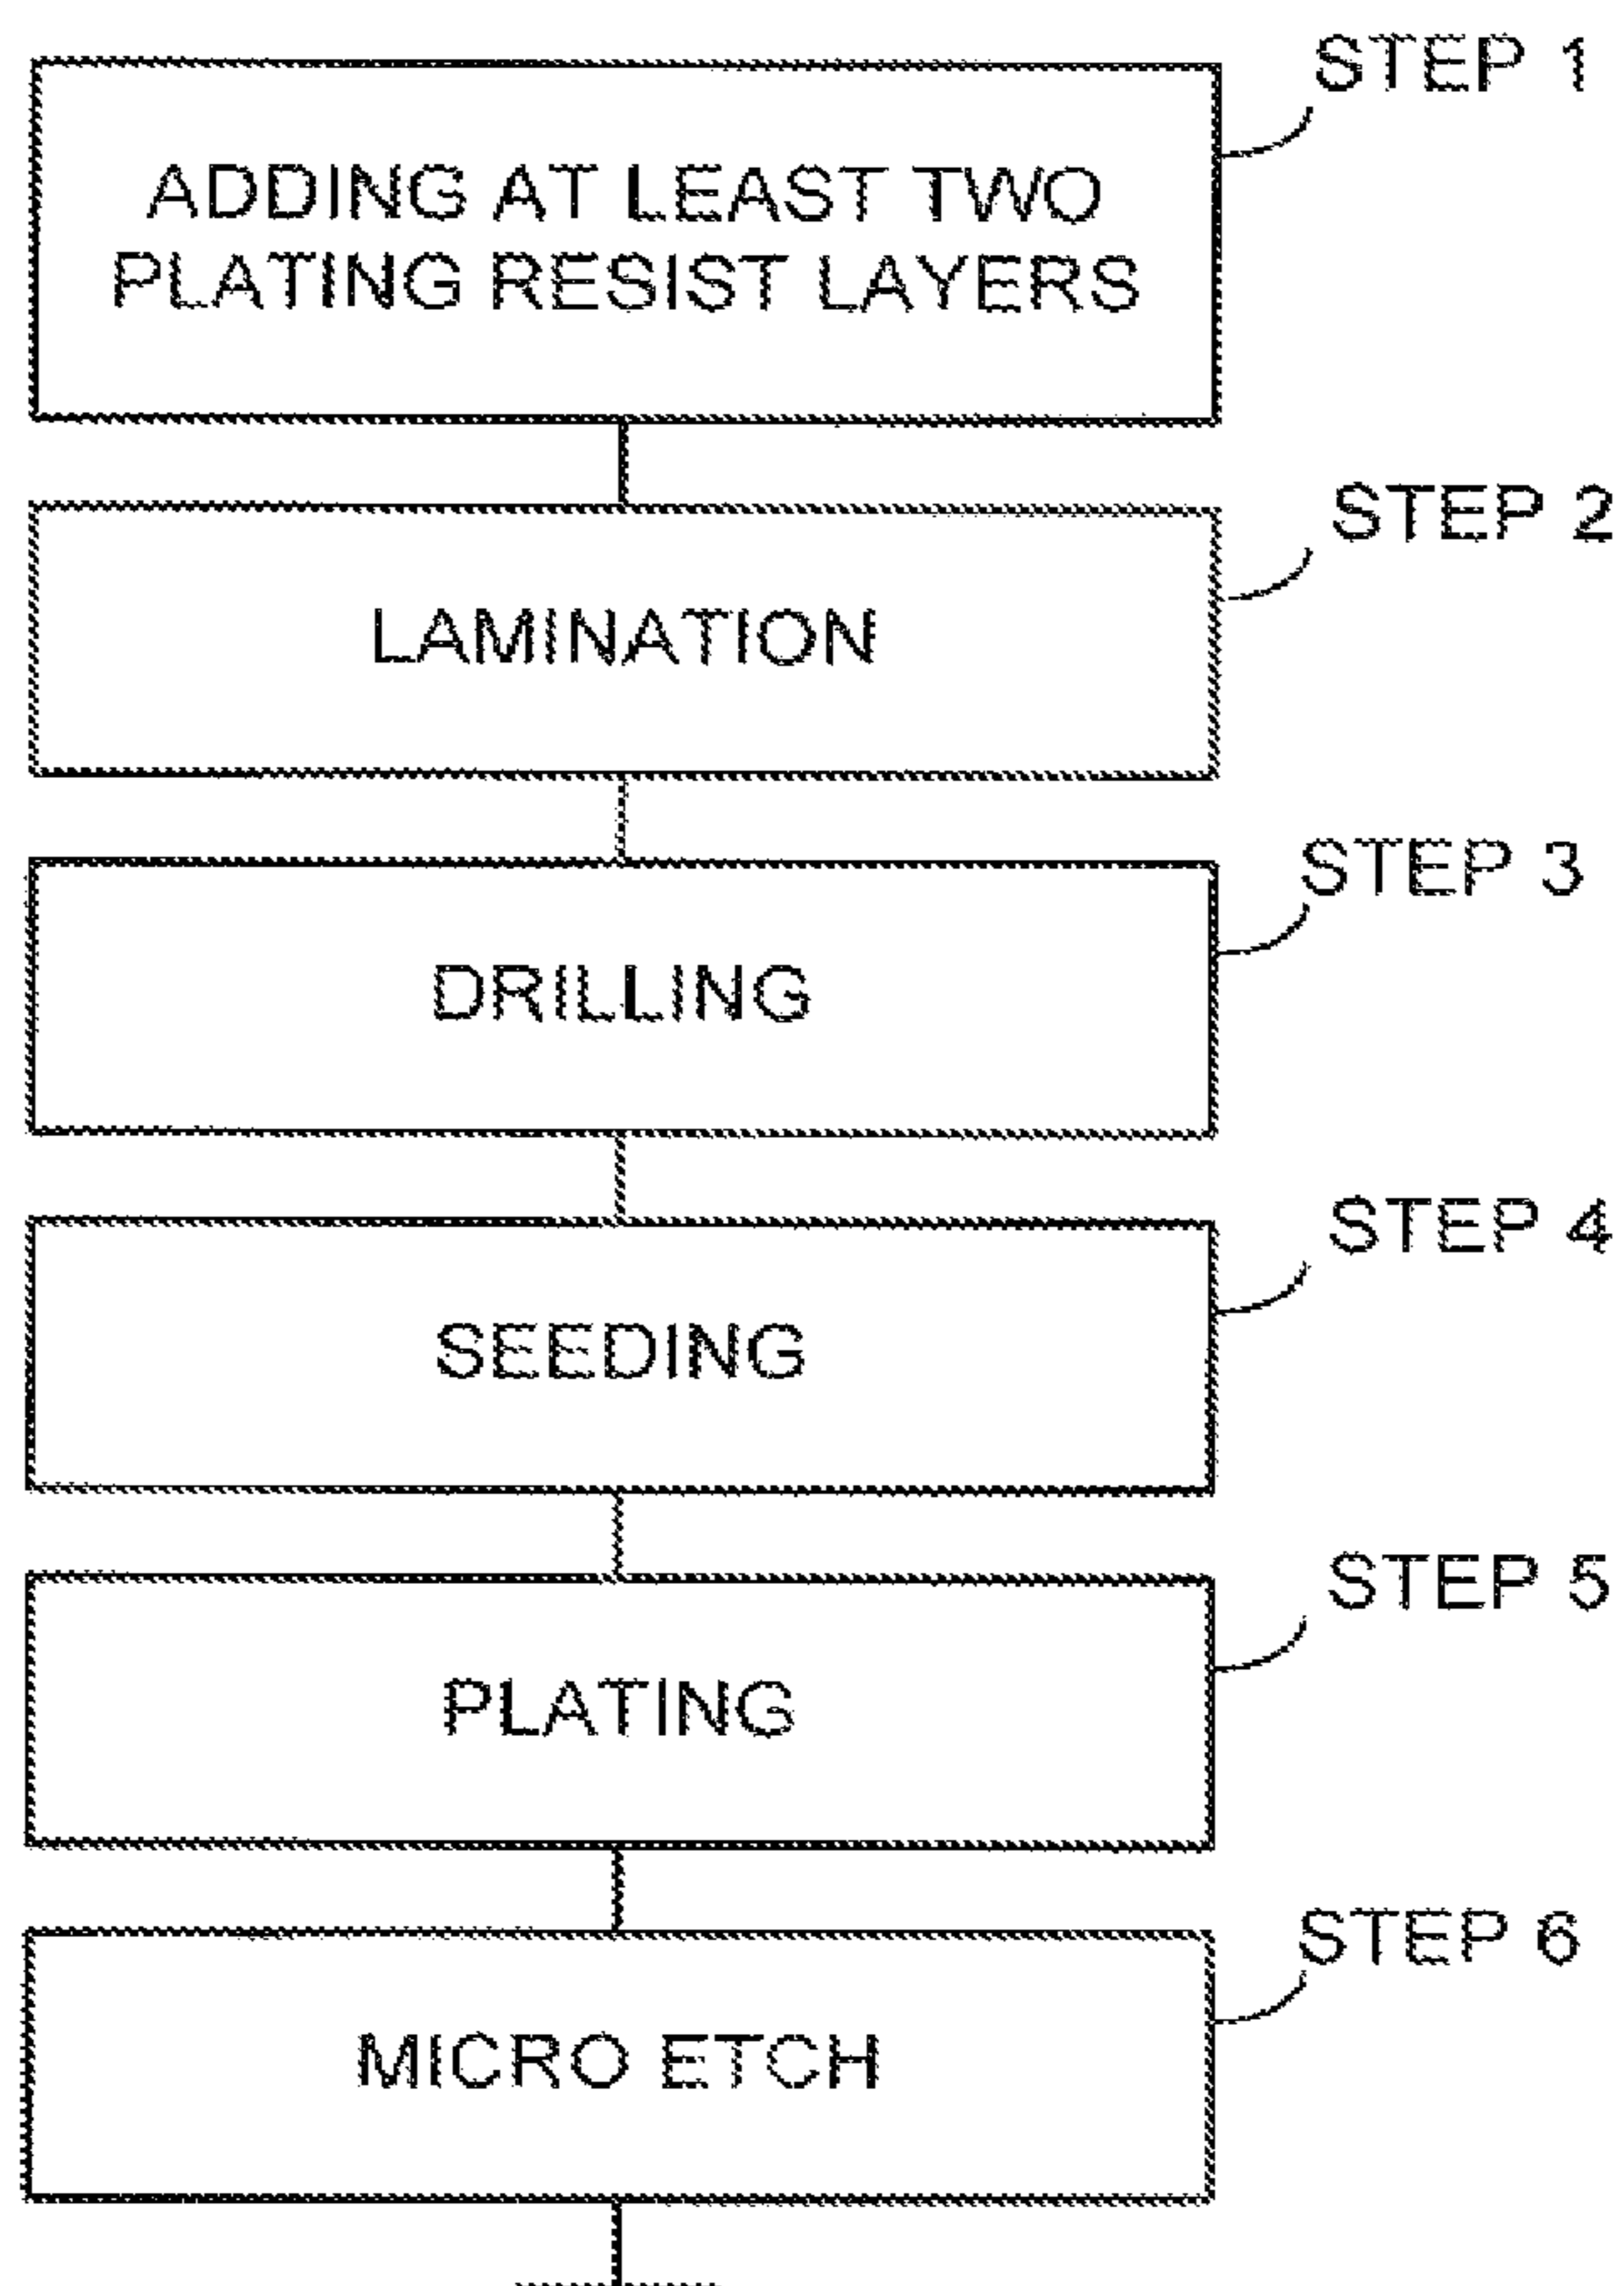 STEP 1
ADDING AT LEAST TWO
PLATING RESIST LAYERS
STEP 2
LAMINATION
STEP 3
DRILLING
STEP 4
SEEDING
STEP 5
PLATING
STEP 6
MICRO ETCH